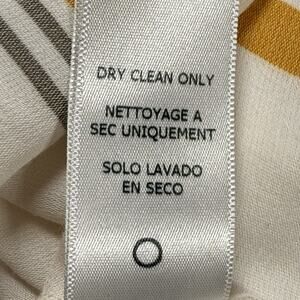 DRY CLEAN ONLY
NETTOYAGE A
SEC UNIQUEMENT
SOLO LAVADO
EN SECO